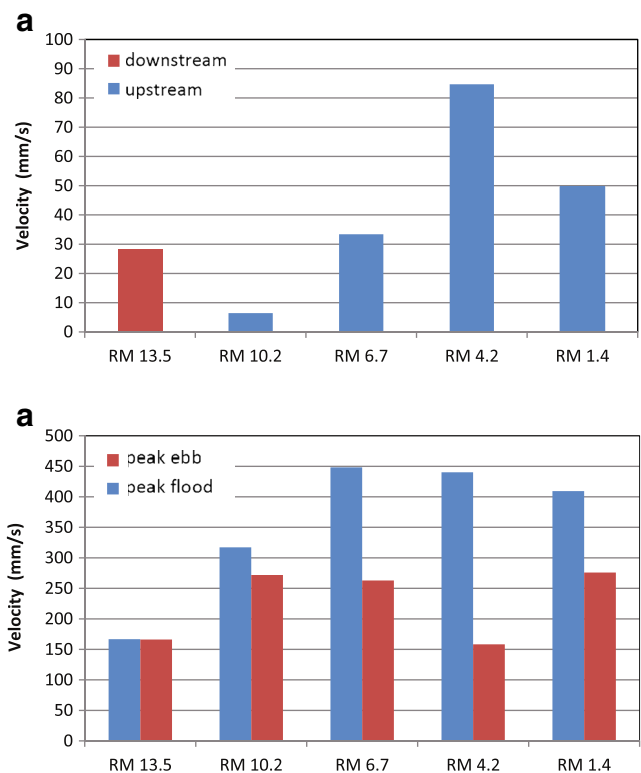 a
100
90
80
70
60
50
40
30
20
10
0
Velocity (mm/s)
downstream
upstream
RM 13.5 RM 10.2 RM 6.7 RM 4.2 RM 1.4
a
500
450
400
350
300
250
200
150
100
50
0
Velocity (mm/s)
peak ebb
peak flood
RM 13.5 RM 10.2 RM 6.7 RM 4.2 RM 1.4